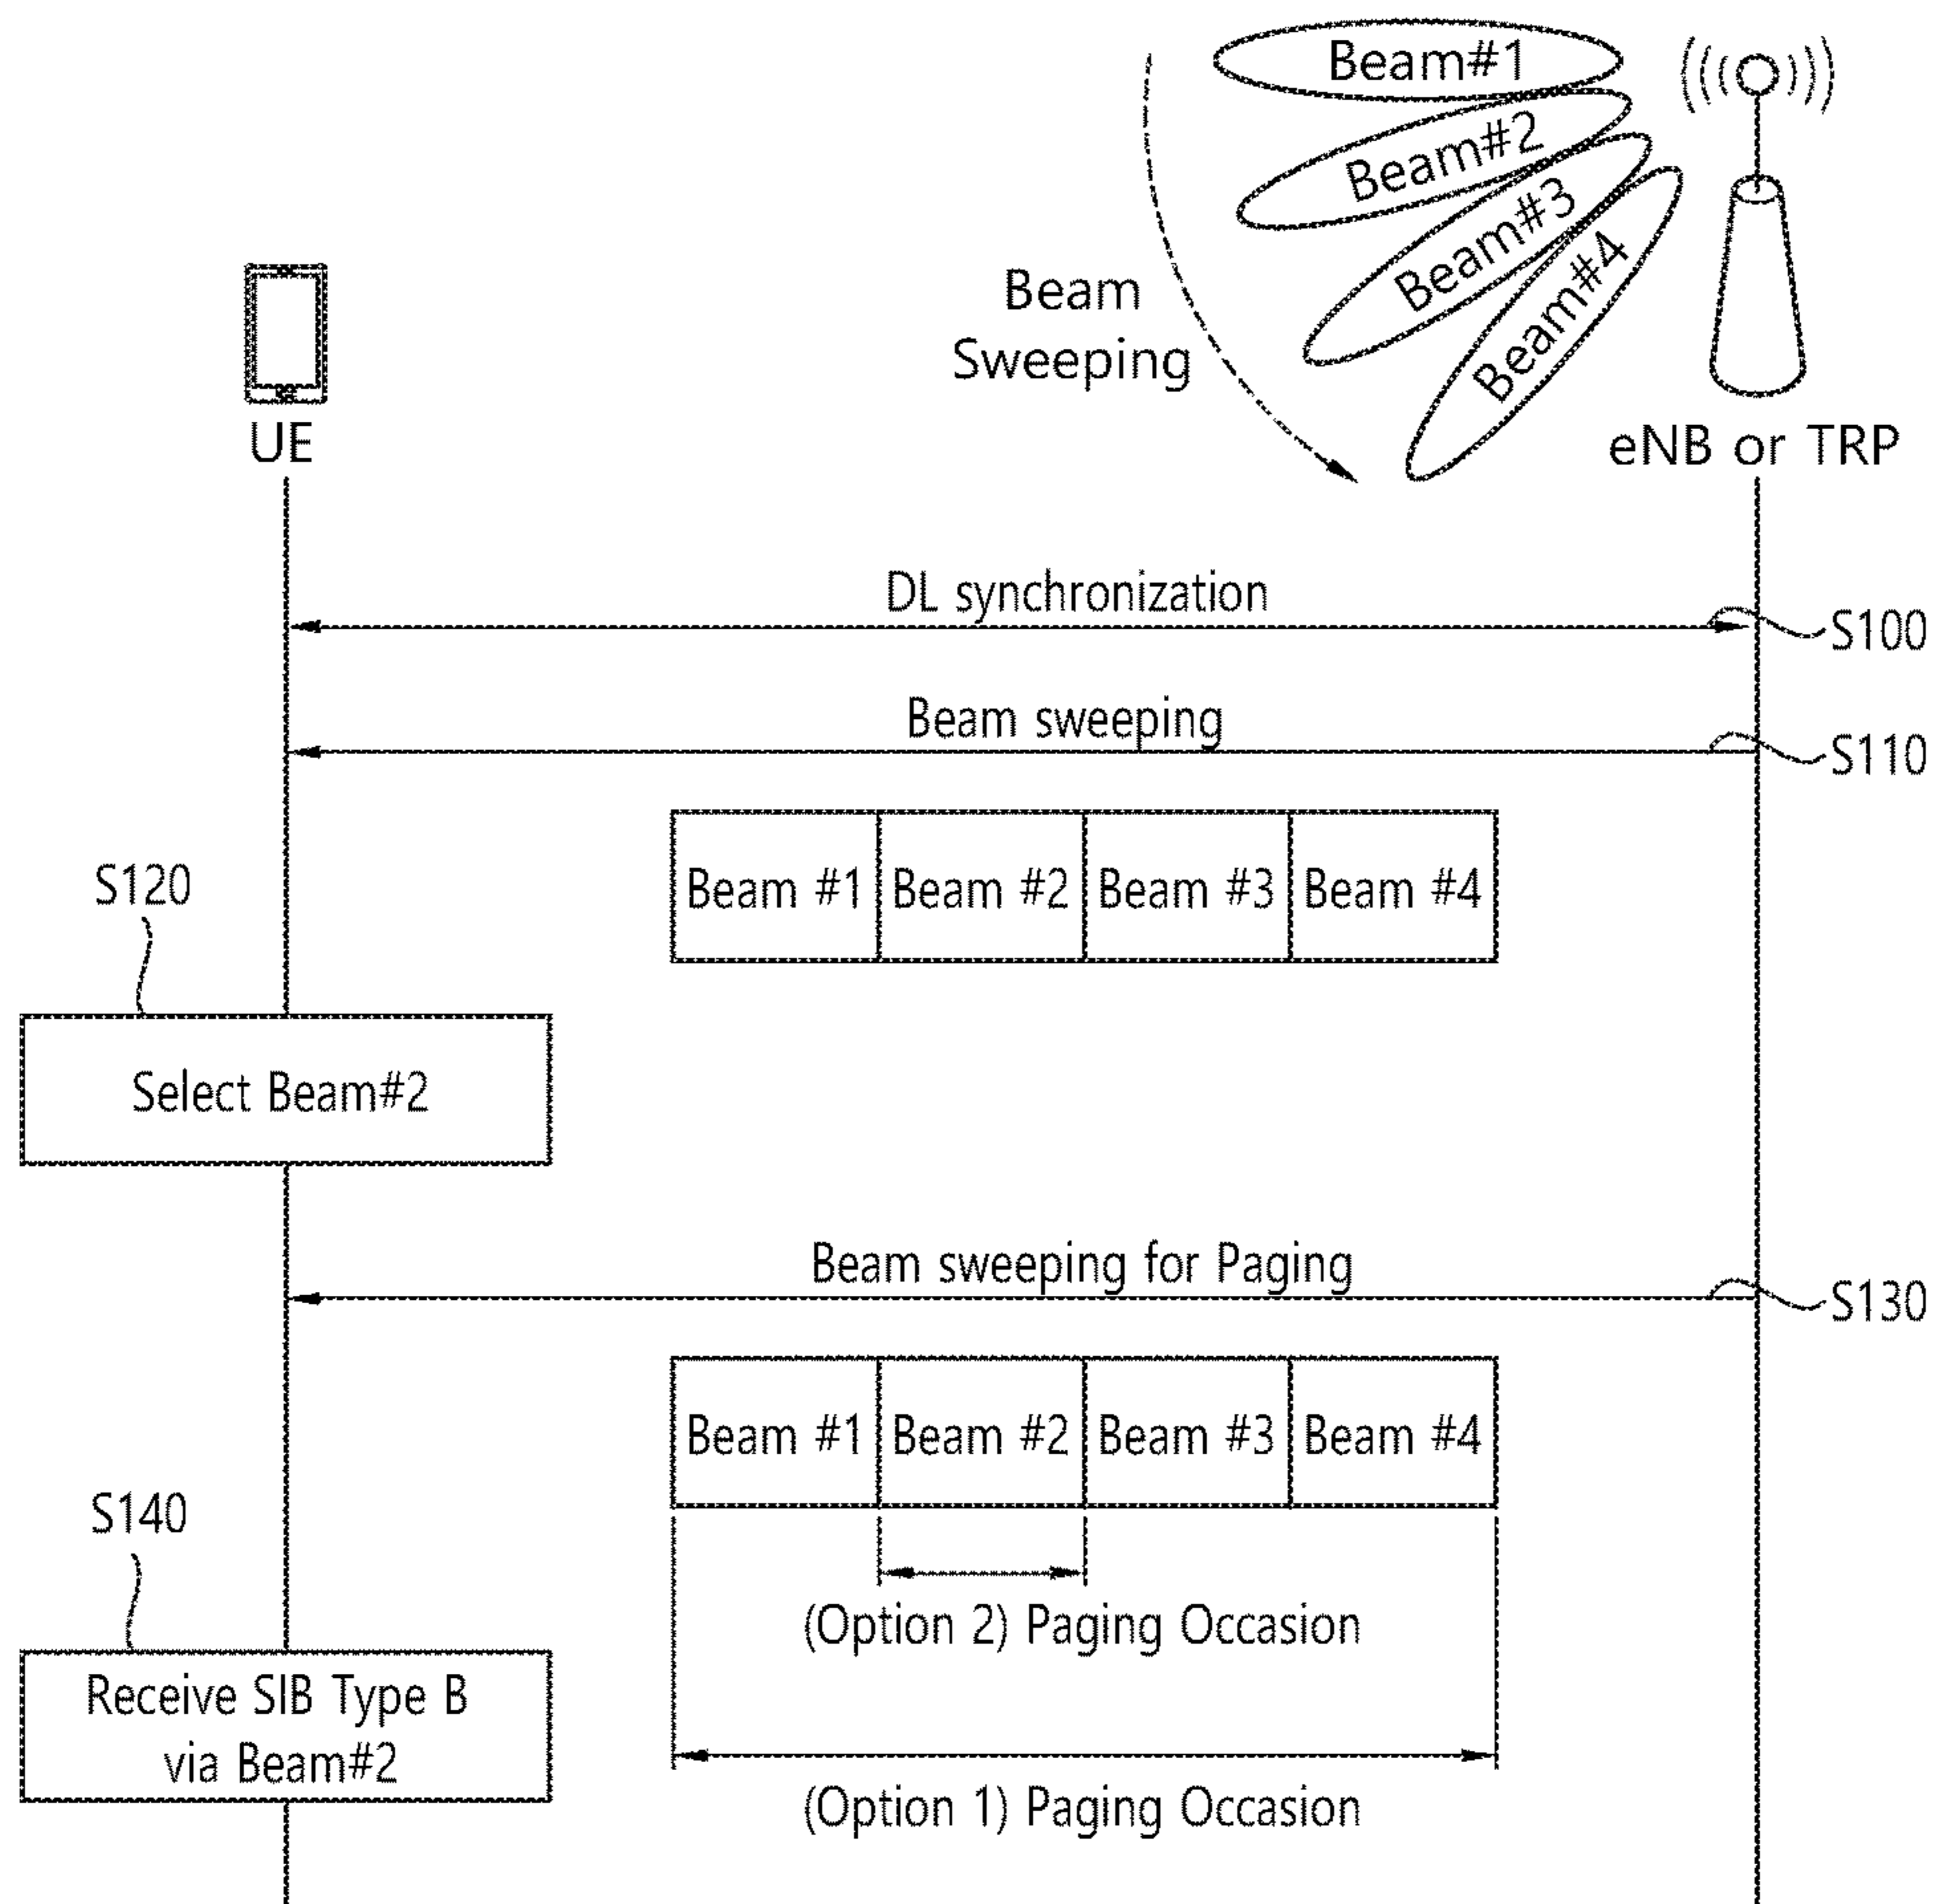 Beam#1
Beam#2
Beam#3
Beam#4
Beam
Sweeping
UE
eNB or TRP
DL synchronization
S100
Beam sweeping
S110
Beam #1 Beam #2 Beam #3 Beam #4
S120
Select Beam#2
Beam sweeping for Paging
S130
Beam #1 Beam #2 Beam #3 Beam #4
S140
(Option 2) Paging Occasion
Receive SIB Type B
via Beam#2
(Option 1) Paging Occasion